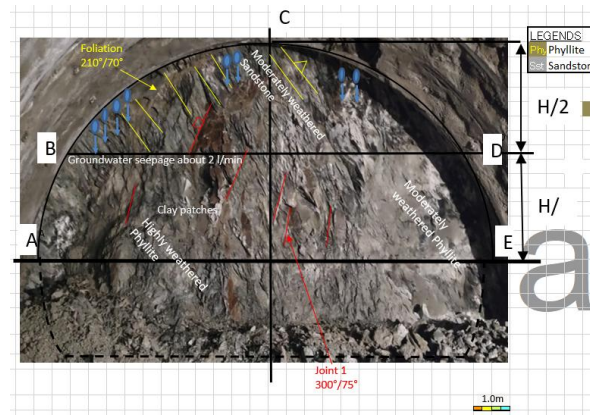 C
LEGENDS
Phy Phyllite
Sst Sandston
Foliation
210°/70°
Moderately weathered
Sandstone
H/2
B
D
Groundwater seepage about 2 l/min
Clay patches
Highly weathered
Phyllite
Moderately
weathered Phyllite
H/
A
E
a
Joint 1
300°/75°
1.0m